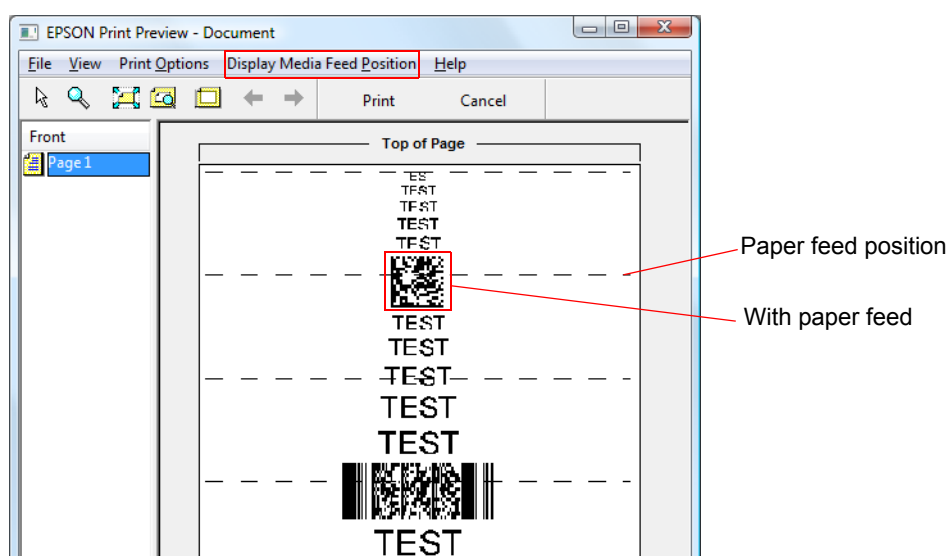 EPSON Print Preview - Document
File View Print Options Display Media Feed Position Help
Print Cancel
Front
Page 1
Top of Page
ES
TEST
TEST
TEST
TEST
Paper feed position
With paper feed
TEST
TEST
TEST
TEST
TEST
TEST